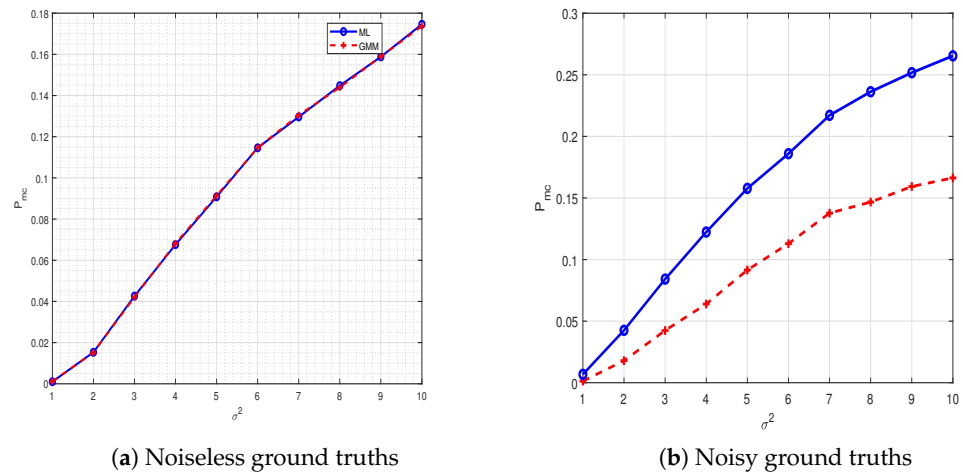 0.18
0.16
0.14
0.12
0.1
0.08
0.06
0.04
0.02
0
P_mc
1 2 3 4 5 6 7 8 9 10
σ²
ML
GMM
(a) Noiseless ground truths
0.3
0.25
0.2
0.15
0.1
0.05
0
P_mc
1 2 3 4 5 6 7 8 9 10
σ²
(b) Noisy ground truths